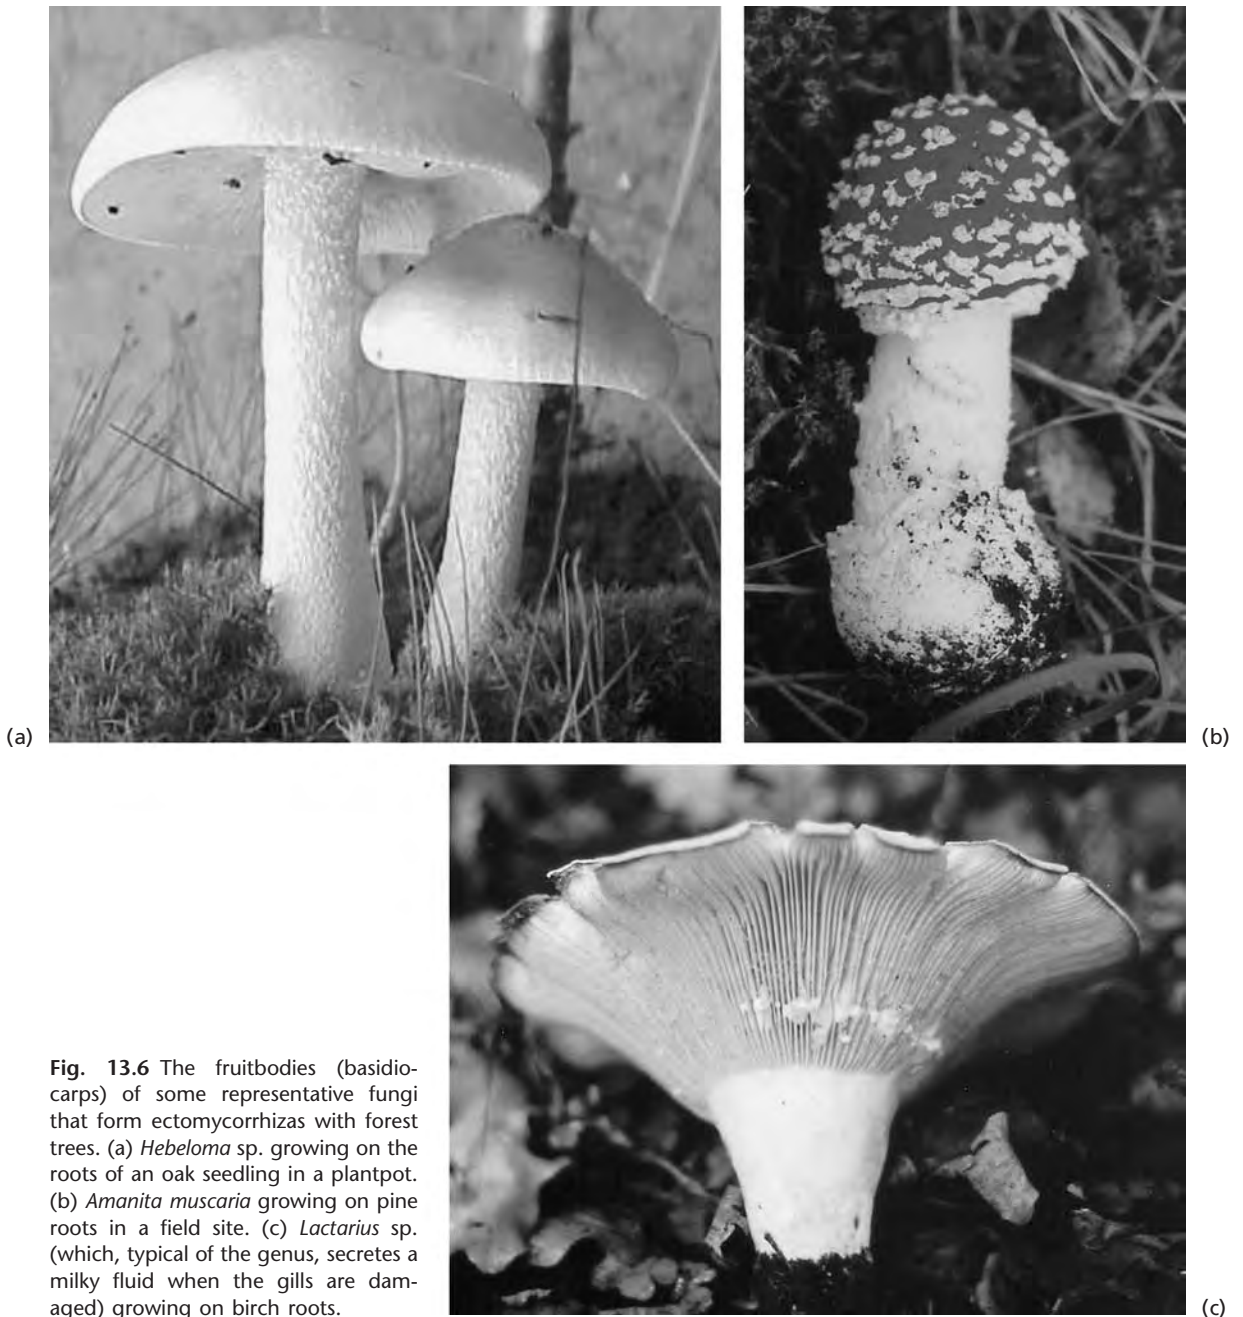 (a)
(b)
Fig. 13.6 The fruitbodies (basidio-
carps) of some representative fungi
that form ectomycorrhizas with forest
trees. (a) Hebeloma sp. growing on the
roots of an oak seedling in a plantpot.
(b) Amanita muscaria growing on pine
roots in a field site. (c) Lactarius sp.
(which, typical of the genus, secretes a
milky fluid when the gills are dam-
aged) growing on birch roots.
(c)